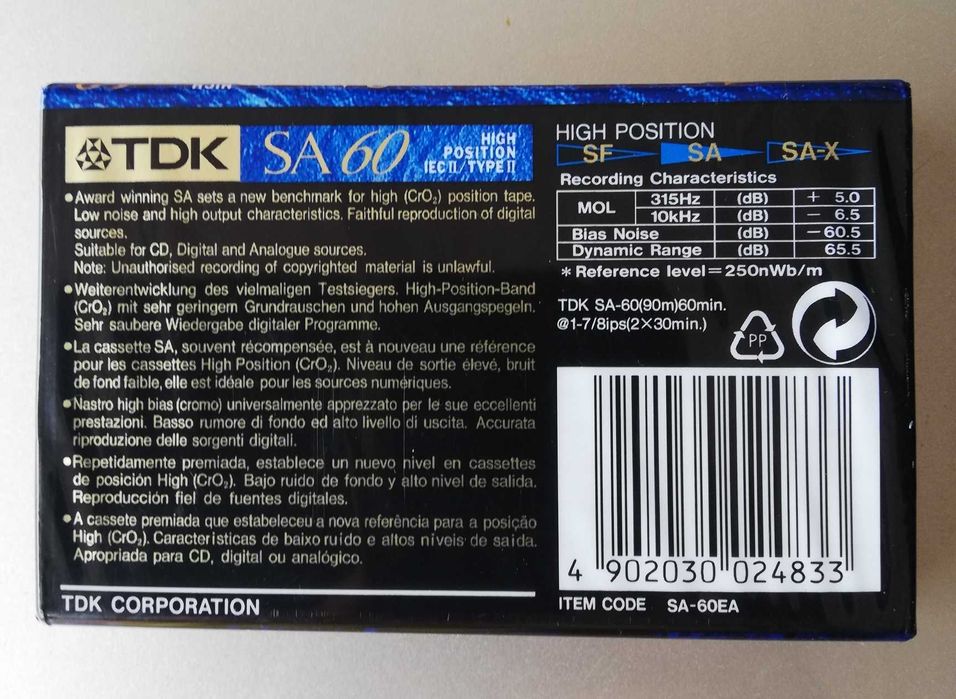 TDK SA 60 HIGH
POSITION
IEC II / TYPE II
•Award winning SA sets a new benchmark for high (CrO₂) position tape.
Low noise and high output characteristics. Faithful reproduction of digital
sources.
Suitable for CD, Digital and Analogue sources.
Note: Unauthorised recording of copyrighted material is unlawful.
•Weiterentwicklung des vielmaligen Testsiegers. High-Position-Band
(CrO₂) mit sehr geringem Grundrauschen und hohen Ausgangspegeln.
Sehr saubere Wiedergabe digitaler Programme.
•La cassette SA, souvent récompensée, est à nouveau une référence
pour les cassettes High Position (CrO₂). Niveau de sortie élevé, bruit
de fond faible, elle est idéale pour les sources numériques.
•Nastro high bias (cromo) universalmente apprezzato per le sue eccellenti
prestazioni. Basso rumore di fondo ed alto livello di uscita. Accurata
riproduzione delle sorgenti digitali.
•Repetidamente premiada, establece un nuevo nivel en cassettes
de posición High (CrO₂). Bajo ruido de fondo y alto nivel de salida.
Reproducción fiel de fuentes digitales.
•A cassete premiada que estabeleceu a nova referência para a posição
High (CrO₂). Características de baixo ruído e altos níveis de saída.
Apropriada para CD, digital ou analógico.
TDK CORPORATION
HIGH POSITION
SF SA SA-X
Recording Characteristics
MOL 315Hz (dB) + 5.0
10kHz (dB) − 6.5
Bias Noise (dB) −60.5
Dynamic Range (dB) 65.5
* Reference level=250nWb/m
TDK SA-60(90m)60min.
@1-7/8ips(2×30min.)
PP
4 902030 024833
ITEM CODE SA-60EA